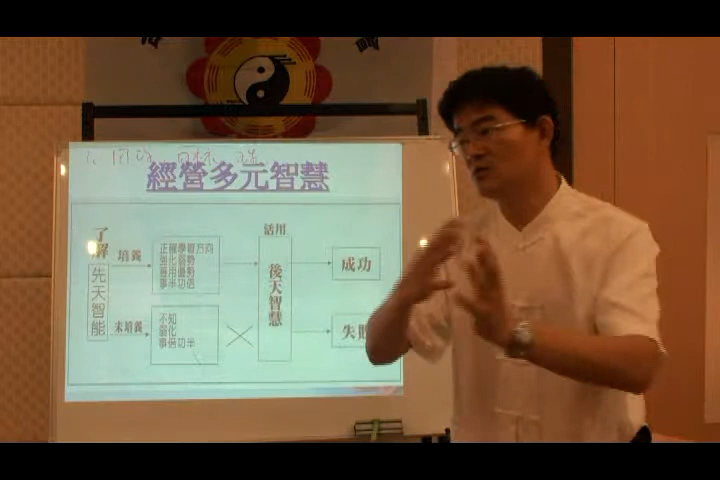 經營多元智慧
了解
先天智能
培養
正確學習方向
強化弱勢
善用優勢
事半功倍
未培養
不知
弱化
事倍功半
活用
後天智慧
成功
失敗